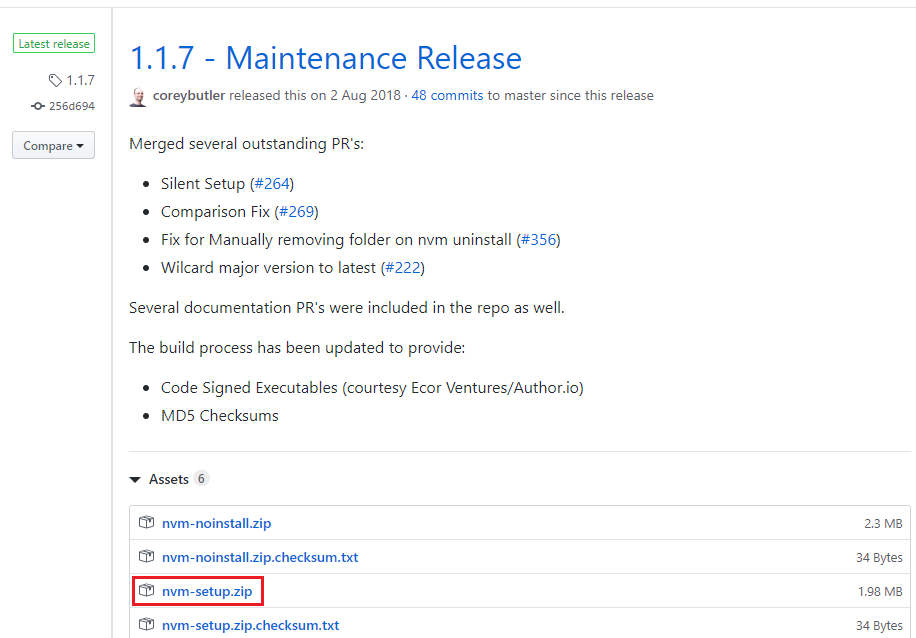 Latest release
1.1.7
256d694
Compare
1.1.7 - Maintenance Release
coreybutler released this on 2 Aug 2018 · 48 commits to master since this release
Merged several outstanding PR's:
Silent Setup (#264)
Comparison Fix (#269)
Fix for Manually removing folder on nvm uninstall (#356)
Wilcard major version to latest (#222)
Several documentation PR's were included in the repo as well.
The build process has been updated to provide:
Code Signed Executables (courtesy Ecor Ventures/Author.io)
MD5 Checksums
Assets 6
nvm-noinstall.zip 2.3 MB
nvm-noinstall.zip.checksum.txt 34 Bytes
nvm-setup.zip 1.98 MB
nvm-setup.zip.checksum.txt 34 Bytes